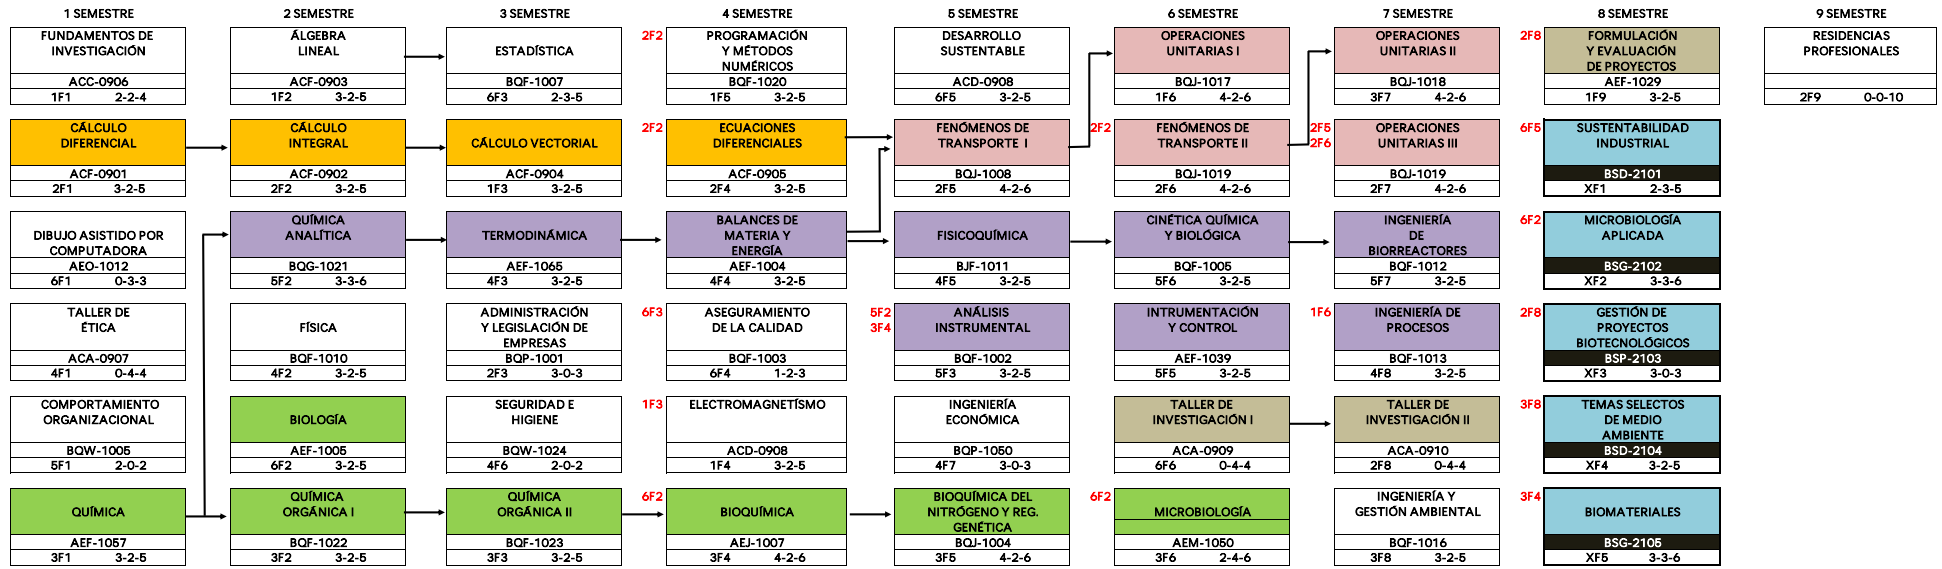 1 SEMESTRE
FUNDAMENTOS DE
INVESTIGACIÓN
ACC-0906
1F1 2-2-4
CÁLCULO
DIFERENCIAL
ACF-0901
2F1 3-2-5
DIBUJO ASISTIDO POR
COMPUTADORA
AEO-1012
6F1 0-3-3
TALLER DE
ÉTICA
ACA-0907
4F1 0-4-4
COMPORTAMIENTO
ORGANIZACIONAL
BQW-1005
5F1 2-0-2
QUÍMICA
AEF-1057
3F1 3-2-5
2 SEMESTRE
ÁLGEBRA
LINEAL
ACF-0903
1F2 3-2-5
CÁLCULO
INTEGRAL
ACF-0902
2F2 3-2-5
QUÍMICA
ANALÍTICA
BQG-1021
5F2 3-3-6
FÍSICA
BQF-1010
4F2 3-2-5
BIOLOGÍA
AEF-1005
6F2 3-2-5
QUÍMICA
ORGÁNICA I
BQF-1022
3F2 3-2-5
3 SEMESTRE
ESTADÍSTICA
BQF-1007
6F3 2-3-5
CÁLCULO VECTORIAL
ACF-0904
1F3 3-2-5
TERMODINÁMICA
AEF-1065
4F3 3-2-5
ADMINISTRACIÓN
Y LEGISLACIÓN DE
EMPRESAS
BQP-1001
2F3 3-0-3
SEGURIDAD E
HIGIENE
BQW-1024
4F6 2-0-2
QUÍMICA
ORGÁNICA II
BQF-1023
3F3 3-2-5
4 SEMESTRE
2F2
PROGRAMACIÓN
Y MÉTODOS
NUMÉRICOS
BQF-1020
1F5 3-2-5
2F2
ECUACIONES
DIFERENCIALES
ACF-0905
2F4 3-2-5
BALANCES DE
MATERIA Y
ENERGÍA
AEF-1004
4F4 3-2-5
6F3
ASEGURAMIENTO
DE LA CALIDAD
BQF-1003
6F4 1-2-3
1F3
ELECTROMAGNETÍSMO
ACD-0908
1F4 3-2-5
6F2
BIOQUÍMICA
AEJ-1007
3F4 4-2-6
5 SEMESTRE
DESARROLLO
SUSTENTABLE
ACD-0908
6F5 3-2-5
FENÓMENOS DE
TRANSPORTE I
BQJ-1008
2F5 4-2-6
FISICOQUÍMICA
BJF-1011
4F5 3-2-5
5F2
3F4
ANÁLISIS
INSTRUMENTAL
BQF-1002
5F3 3-2-5
INGENIERÍA
ECONÓMICA
BQP-1050
4F7 3-0-3
BIOQUÍMICA DEL
NITRÓGENO Y REG.
GENÉTICA
BQJ-1004
3F5 4-2-6
6 SEMESTRE
OPERACIONES
UNITARIAS I
BQJ-1017
1F6 4-2-6
2F2
FENÓMENOS DE
TRANSPORTE II
BQJ-1019
2F6 4-2-6
CINÉTICA QUÍMICA
Y BIOLÓGICA
BQF-1005
5F6 3-2-5
INTRUMENTACIÓN
Y CONTROL
AEF-1039
5F5 3-2-5
TALLER DE
INVESTIGACIÓN I
ACA-0909
6F6 0-4-4
6F2
MICROBIOLOGÍA
AEM-1050
3F6 2-4-6
7 SEMESTRE
OPERACIONES
UNITARIAS II
BQJ-1018
3F7 4-2-6
2F5
2F6
OPERACIONES
UNITARIAS III
BQJ-1019
2F7 4-2-6
INGENIERÍA
DE
BIORREACTORES
BQF-1012
5F7 3-2-5
1F6
INGENIERÍA DE
PROCESOS
BQF-1013
4F8 3-2-5
TALLER DE
INVESTIGACIÓN II
ACA-0910
2F8 0-4-4
INGENIERÍA Y
GESTIÓN AMBIENTAL
BQF-1016
3F8 3-2-5
8 SEMESTRE
2F8
FORMULACIÓN
Y EVALUACIÓN
DE PROYECTOS
AEF-1029
1F9 3-2-5
6F5
SUSTENTABILIDAD
INDUSTRIAL
BSD-2101
XF1 2-3-5
6F2
MICROBIOLOGÍA
APLICADA
BSG-2102
XF2 3-3-6
2F8
GESTIÓN DE
PROYECTOS
BIOTECNOLÓGICOS
BSP-2103
XF3 3-0-3
3F8
TEMAS SELECTOS
DE MEDIO
AMBIENTE
BSD-2104
XF4 3-2-5
3F4
BIOMATERIALES
BSG-2105
XF5 3-3-6
9 SEMESTRE
RESIDENCIAS
PROFESIONALES
2F9 0-0-10